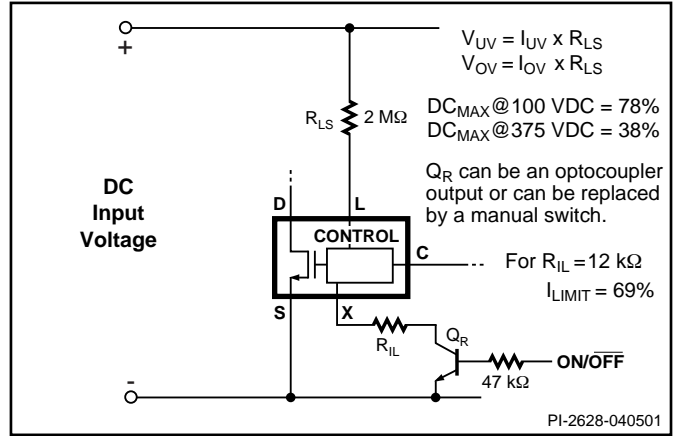 +
V_UV = I_UV x R_LS
V_OV = I_OV x R_LS
R_LS
2 MΩ
DC_MAX@100 VDC = 78%
DC_MAX@375 VDC = 38%
DC
Input
Voltage
Q_R can be an optocoupler
output or can be replaced
by a manual switch.
D
L
CONTROL
C
For R_IL = 12 kΩ
I_LIMIT = 69%
S
X
R_IL
Q_R
47 kΩ
ON/O̅F̅F̅
-
PI-2628-040501